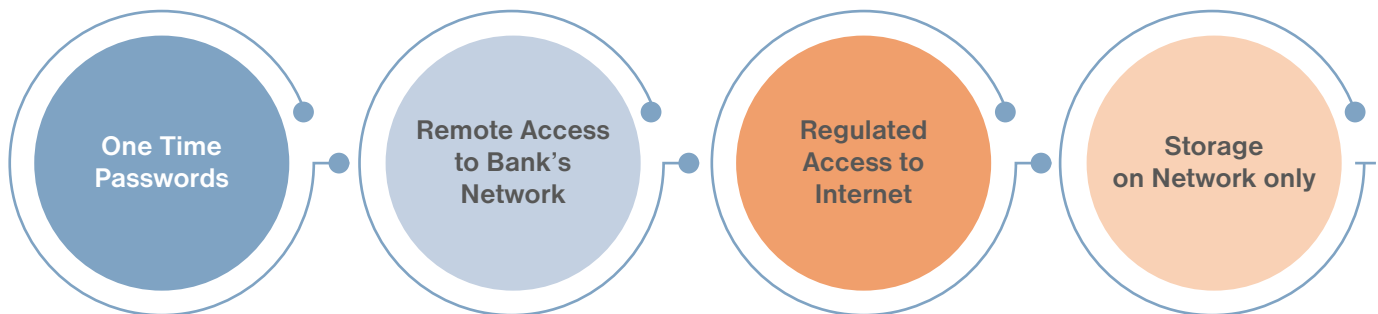 One Time
Passwords
Remote Access
to Bank's
Network
Regulated
Access to
Internet
Storage
on Network only